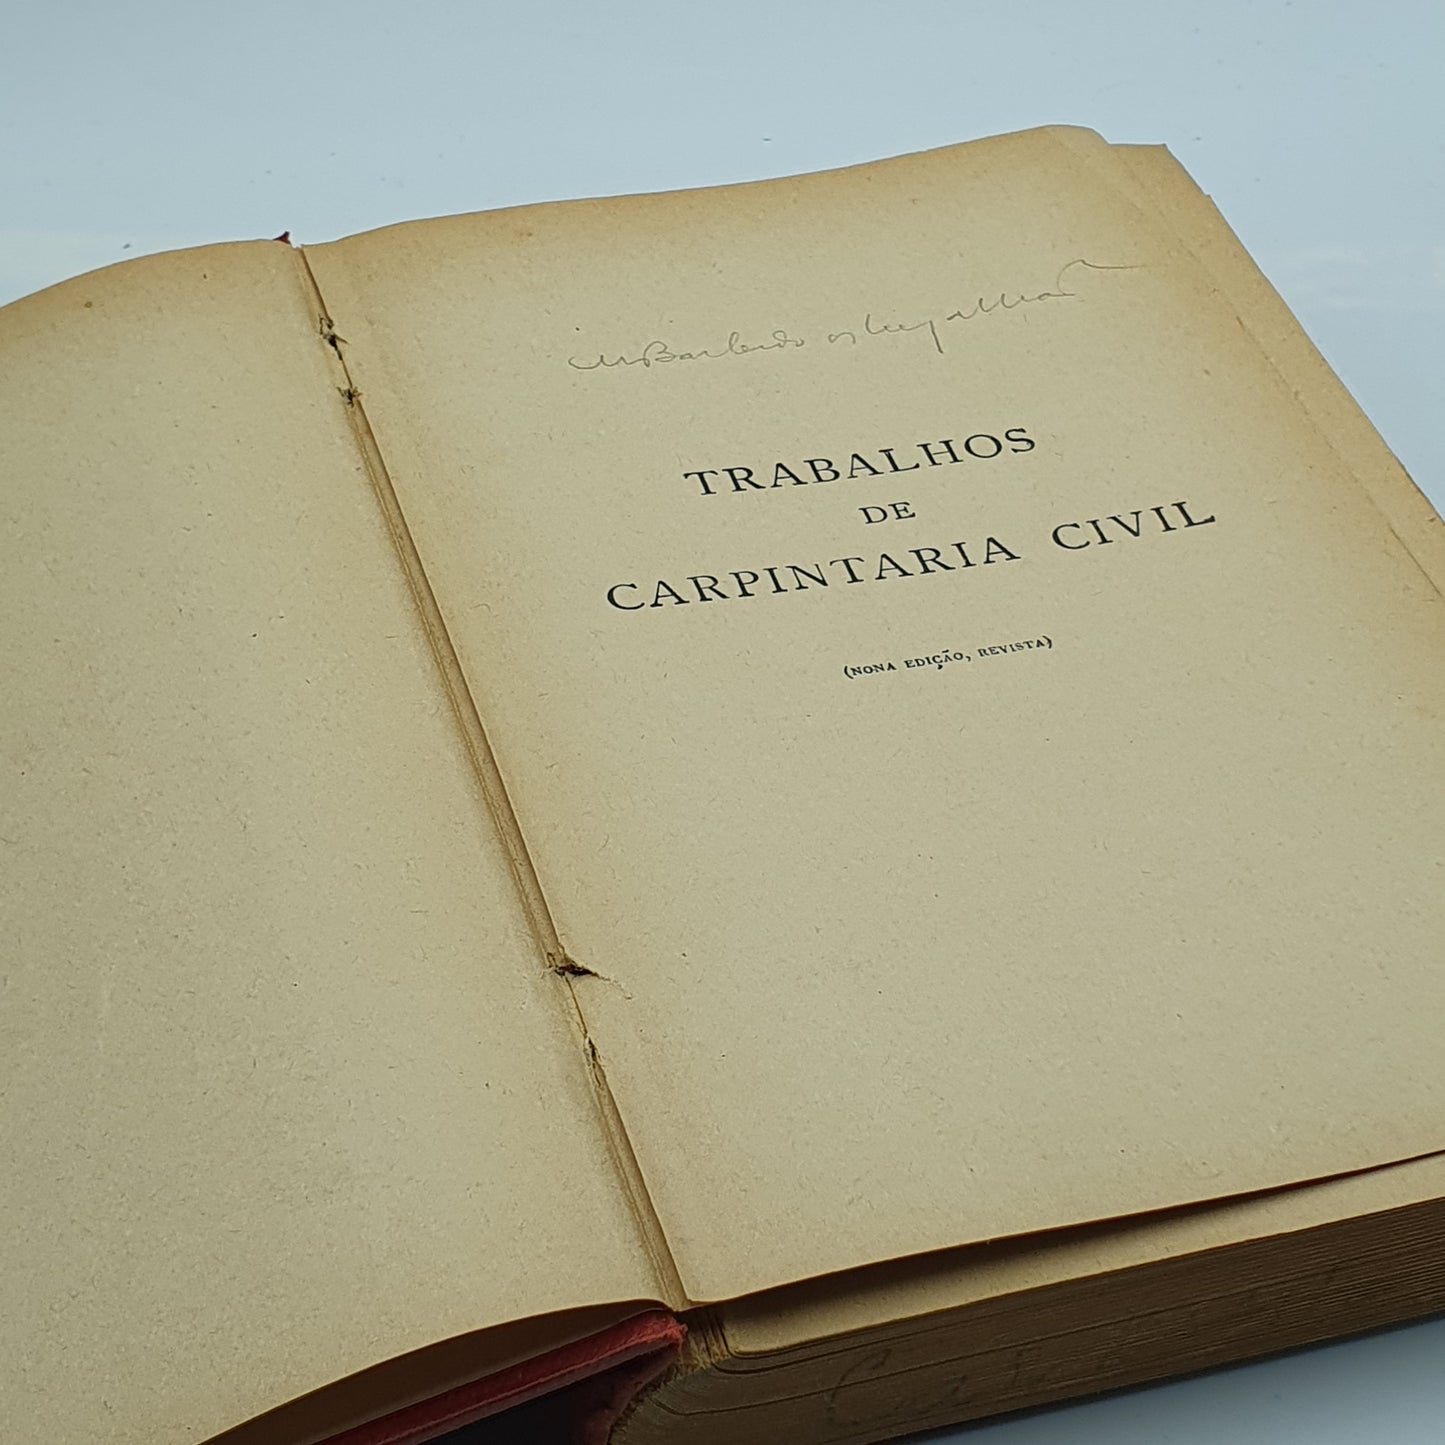 TRABALHOS
DE
CARPINTARIA CIVIL
(NONA EDIÇÃO, REVISTA)